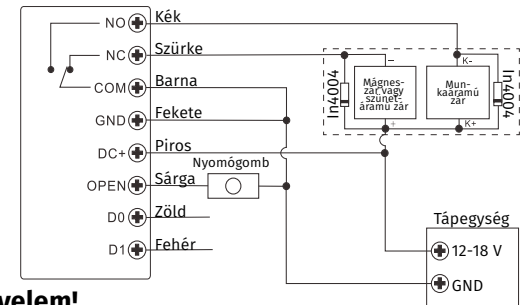 NO Kék
NC Szürke
COM Barna
GND Fekete
DC+ Piros
OPEN Sárga
D0 Zöld
D1 Fehér
Nyomógomb
In4004
Mágnes-
zár vagy
szünet-
áramú zár
–
+
K-
Mun-
kaáramú
zár
K+
In4004
Tápegység
12-18 V
GND
velem!